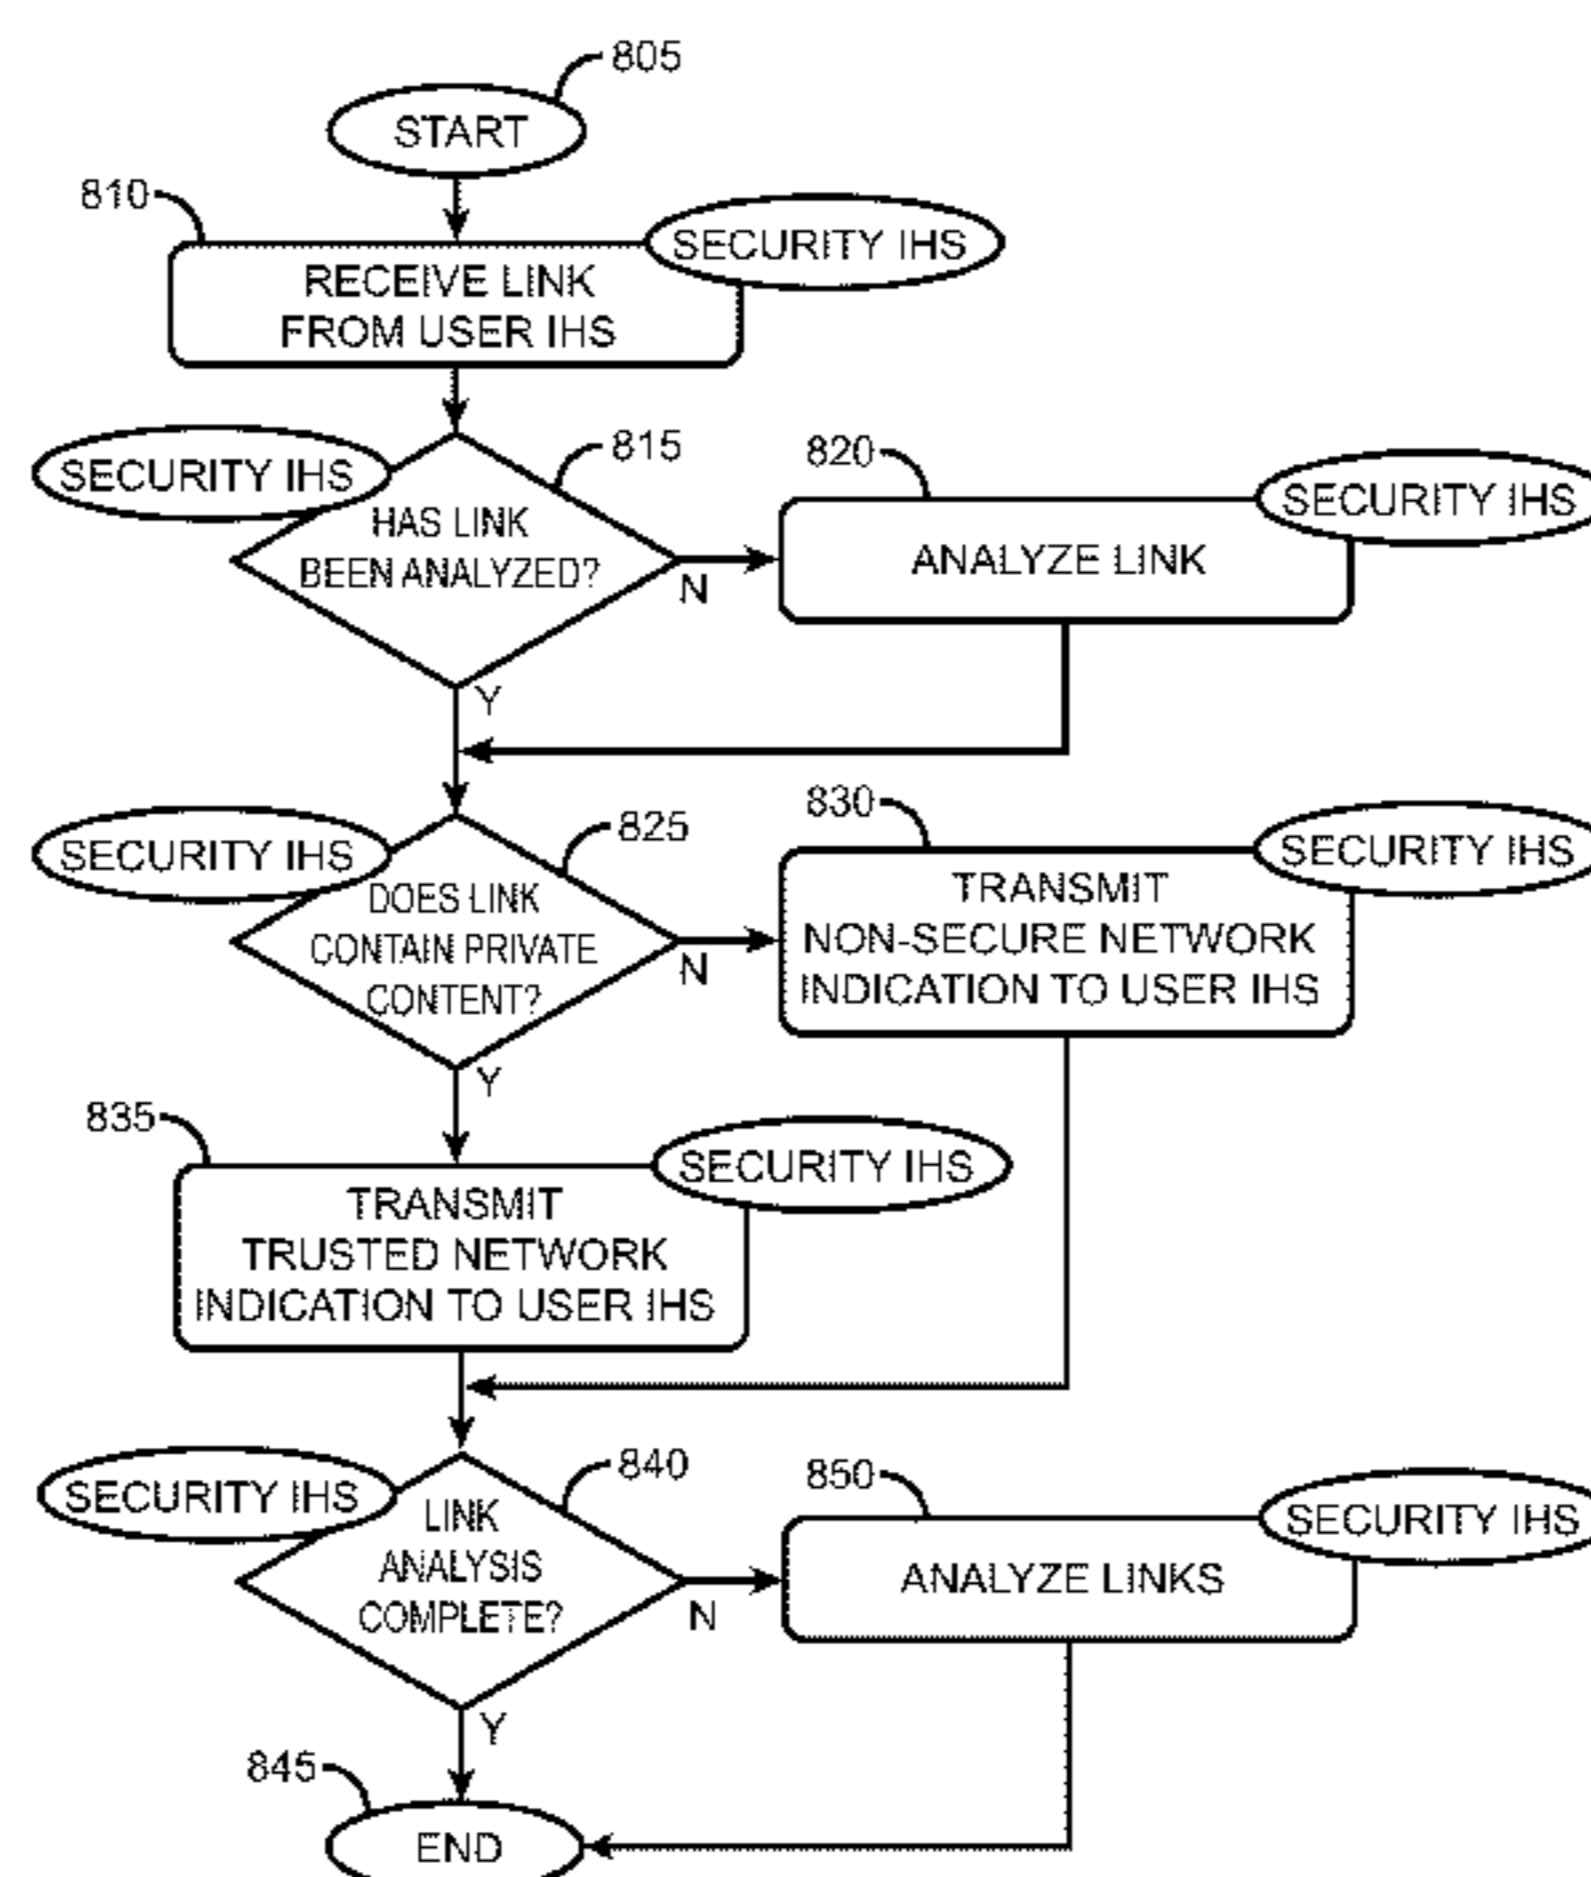 805
START
810
SECURITY IHS
RECEIVE LINK
FROM USER IHS
SECURITY IHS
815
HAS LINK
BEEN ANALYZED?
N
Y
820
SECURITY IHS
ANALYZE LINK
SECURITY IHS
825
DOES LINK
CONTAIN PRIVATE
CONTENT?
N
Y
830
SECURITY IHS
TRANSMIT
NON-SECURE NETWORK
INDICATION TO USER IHS
835
SECURITY IHS
TRANSMIT
TRUSTED NETWORK
INDICATION TO USER IHS
SECURITY IHS
840
LINK
ANALYSIS
COMPLETE?
N
Y
850
SECURITY IHS
ANALYZE LINKS
845
END